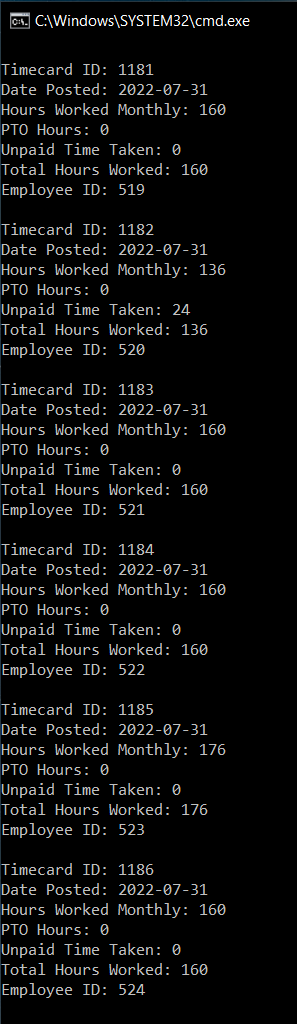 C:\Windows\SYSTEM32\cmd.exe
Timecard ID: 1181
Date Posted: 2022-07-31
Hours Worked Monthly: 160
PTO Hours: 0
Unpaid Time Taken: 0
Total Hours Worked: 160
Employee ID: 519
Timecard ID: 1182
Date Posted: 2022-07-31
Hours Worked Monthly: 136
PTO Hours: 0
Unpaid Time Taken: 24
Total Hours Worked: 136
Employee ID: 520
Timecard ID: 1183
Date Posted: 2022-07-31
Hours Worked Monthly: 160
PTO Hours: 0
Unpaid Time Taken: 0
Total Hours Worked: 160
Employee ID: 521
Timecard ID: 1184
Date Posted: 2022-07-31
Hours Worked Monthly: 160
PTO Hours: 0
Unpaid Time Taken: 0
Total Hours Worked: 160
Employee ID: 522
Timecard ID: 1185
Date Posted: 2022-07-31
Hours Worked Monthly: 176
PTO Hours: 0
Unpaid Time Taken: 0
Total Hours Worked: 176
Employee ID: 523
Timecard ID: 1186
Date Posted: 2022-07-31
Hours Worked Monthly: 160
PTO Hours: 0
Unpaid Time Taken: 0
Total Hours Worked: 160
Employee ID: 524